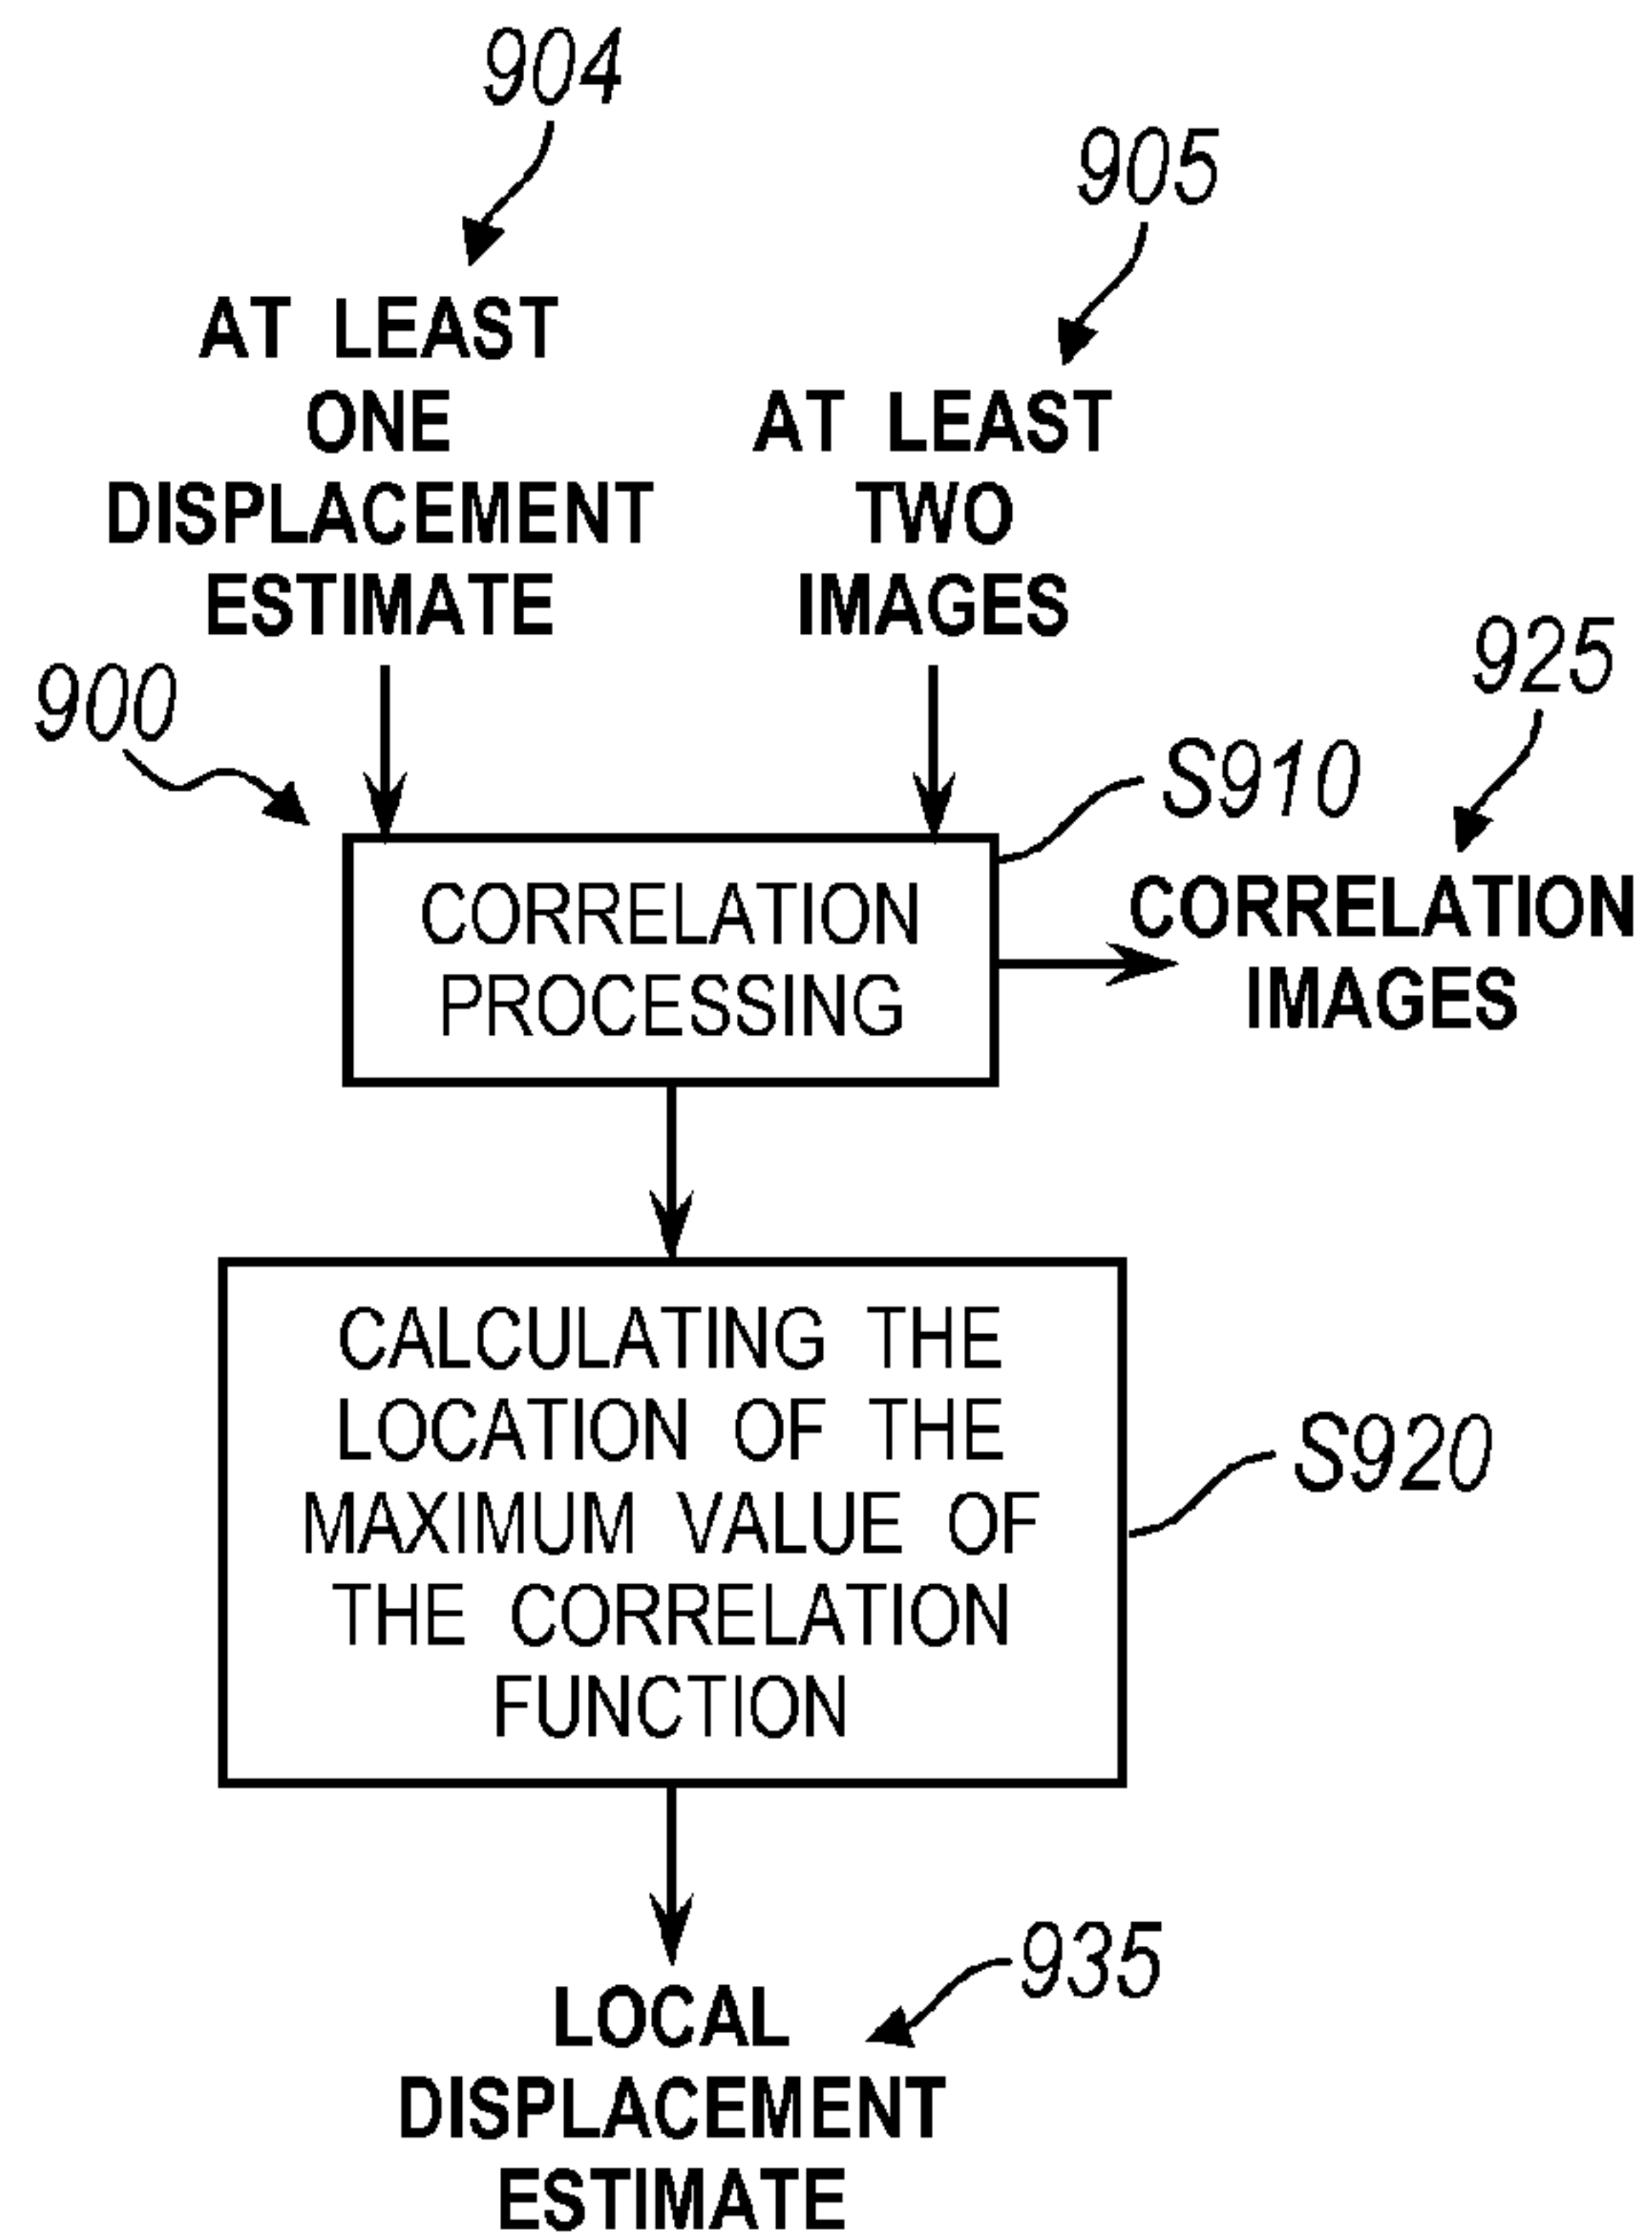 904
905
AT LEAST
ONE
DISPLACEMENT
ESTIMATE
AT LEAST
TWO
IMAGES
900
925
S910
CORRELATION
PROCESSING
CORRELATION
IMAGES
CALCULATING THE
LOCATION OF THE
MAXIMUM VALUE OF
THE CORRELATION
FUNCTION
S920
935
LOCAL
DISPLACEMENT
ESTIMATE